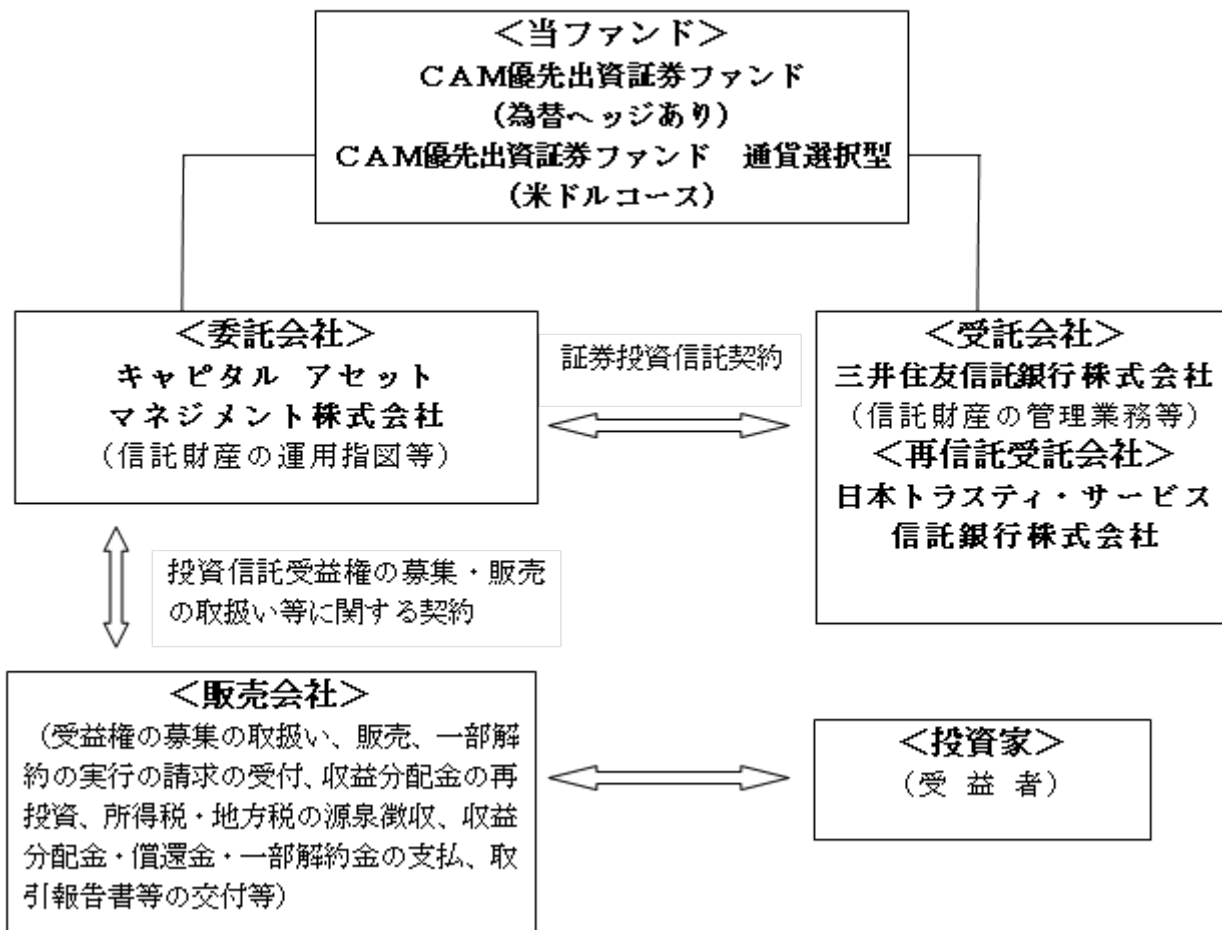 ＜当ファンド＞
ＣＡＭ優先出資証券ファンド
（為替ヘッジあり）
ＣＡＭ優先出資証券ファンド　通貨選択型
（米ドルコース）
＜委託会社＞
キャピタル アセット
マネジメント株式会社
（信託財産の運用指図等）
証券投資信託契約
＜受託会社＞
三井住友信託銀行株式会社
（信託財産の管理業務等）
＜再信託受託会社＞
日本トラスティ・サービス
信託銀行株式会社
投資信託受益権の募集・販売
の取扱い等に関する契約
＜販売会社＞
（受益権の募集の取扱い、販売、一部解
約の実行の請求の受付、収益分配金の再
投資、所得税・地方税の源泉徴収、収益
分配金・償還金・一部解約金の支払、取
引報告書等の交付等）
＜投資家＞
（受 益 者）